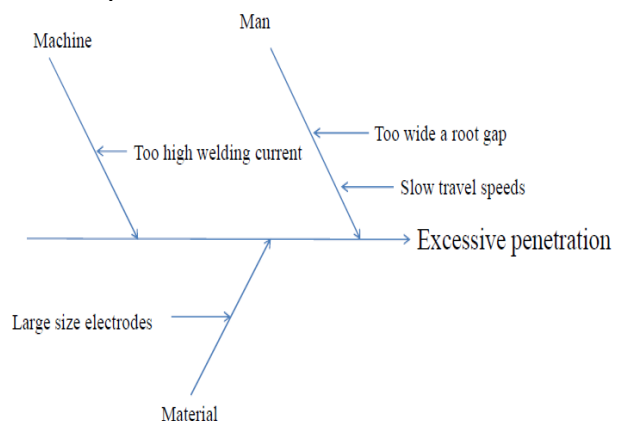 Man
Machine
Too wide a root gap
Too high welding current
Slow travel speeds
Excessive penetration
Large size electrodes
Material